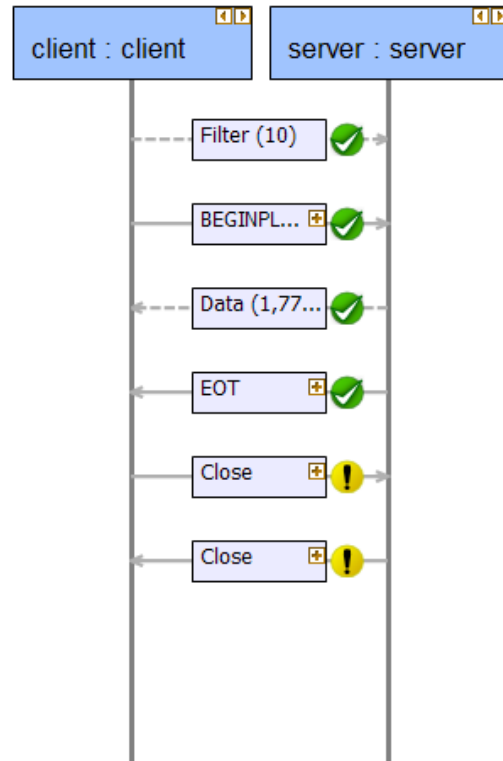 client : client
server : server
Filter (10)
BEGINPL...
Data (1,77...
EOT
Close
Close